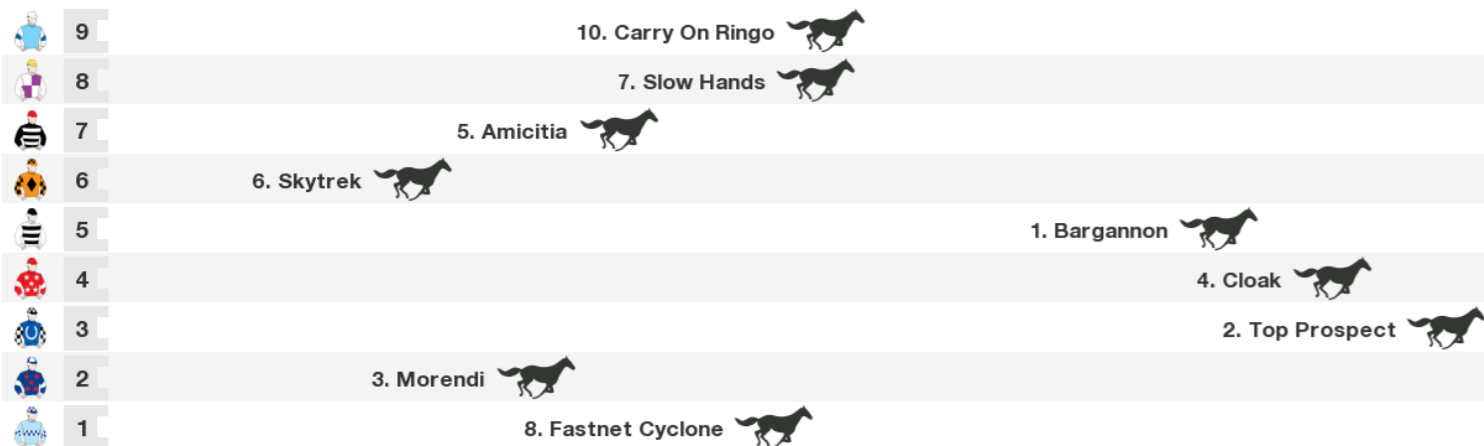 9 10. Carry On Ringo
8 7. Slow Hands
7 5. Amicitia
6 6. Skytrek
5 1. Bargannon
4 4. Cloak
3 2. Top Prospect
2 3. Morendi
1 8. Fastnet Cyclone